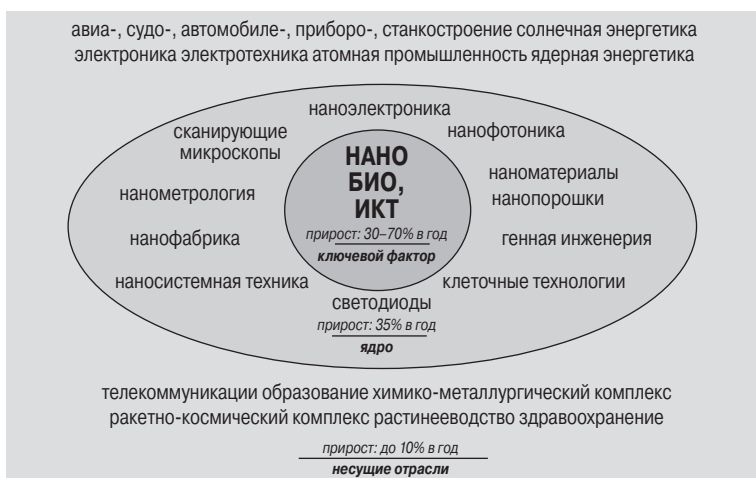 авиа-, судо-, автомобиле-, приборо-, станкостроение солнечная энергетика
электроника электротехника атомная промышленность ядерная энергетика
наноэлектроника
сканирующие
микроскопы
нанофотоника
НАНО
БИО,
ИКТ
прирост: 30–70% в год
ключевой фактор
нанометрология
наноматериалы
нанопорошки
нанофабрика
генная инженерия
наносистемная техника
клеточные технологии
светодиоды
прирост: 35% в год
ядро
телекоммуникации образование химико-металлургический комплекс
ракетно-космический комплекс растинееводство здравоохранение
прирост: до 10% в год
несущие отрасли